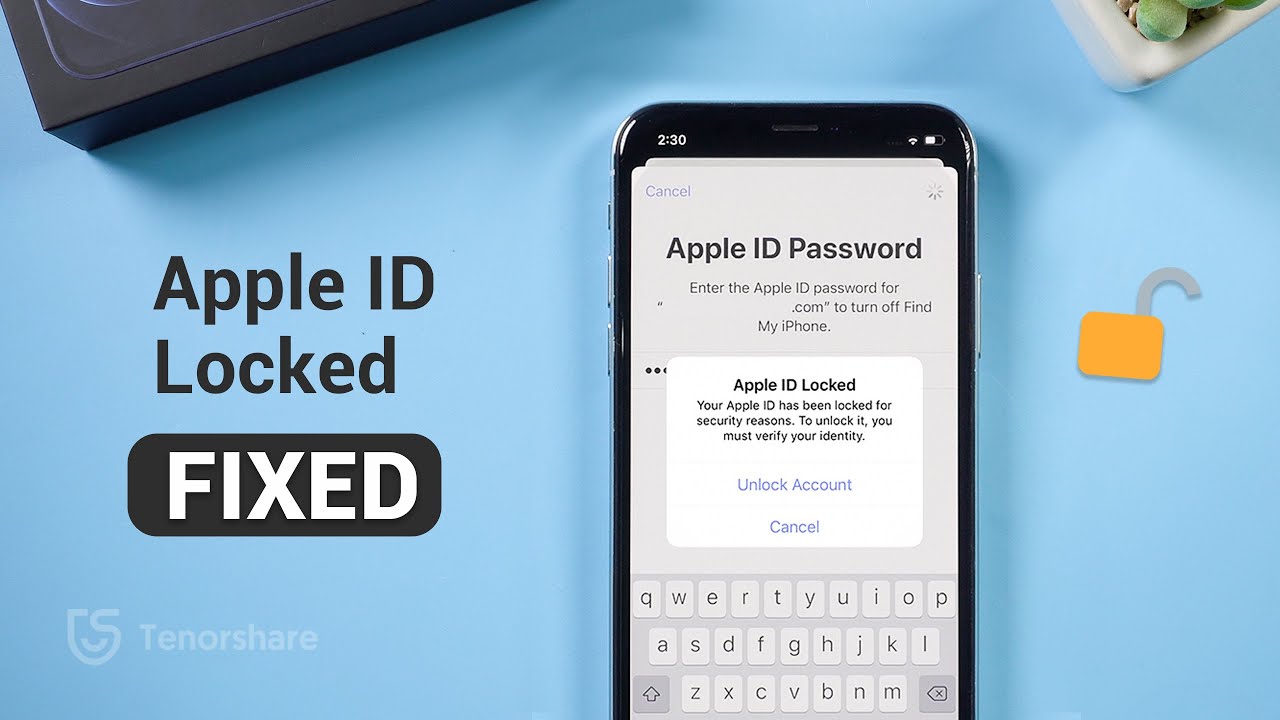 Apple ID
Locked
FIXED
Tenorshare
2:30
Cancel
Apple ID Password
Enter the Apple ID password for
“ .com” to turn off Find
My iPhone.
Apple ID Locked
Your Apple ID has been locked for
security reasons. To unlock it, you
must verify your identity.
Unlock Account
Cancel
q w e r t y u i o p
a s d f g h j k l
z x c v b n m